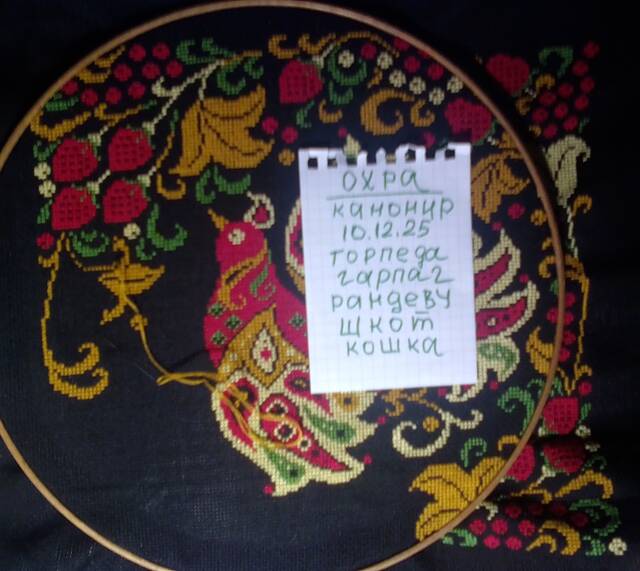 ОХРА
канонир
10.12.25
торпеда
гарпаг
рандеву
шкот
кошка